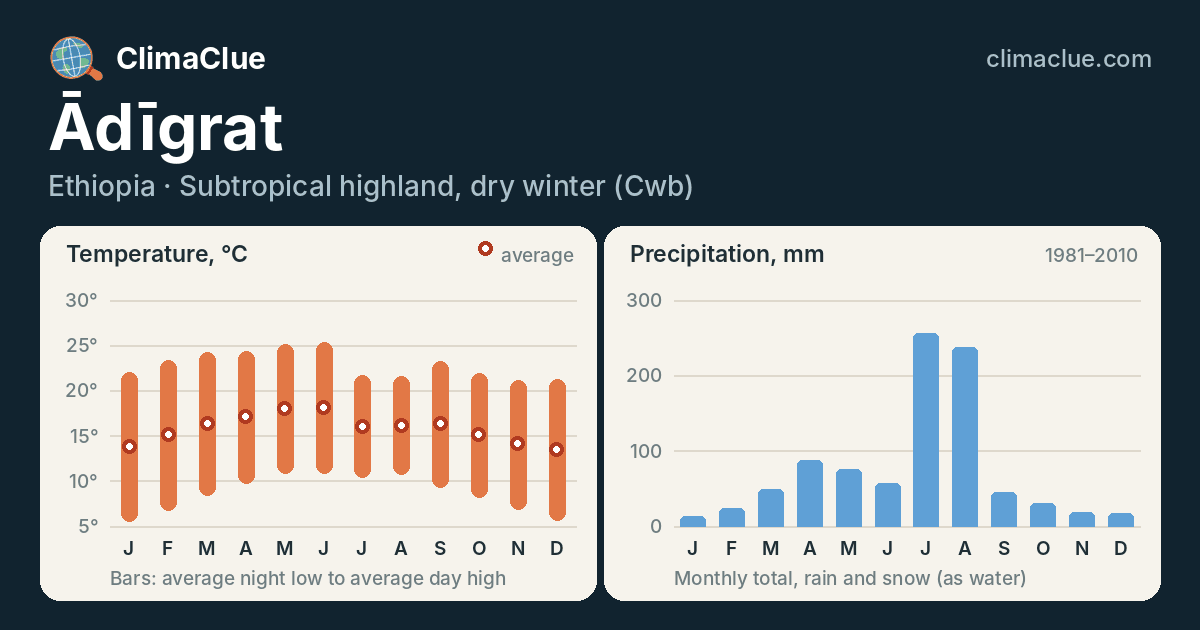 ClimaClue
climaclue.com
Ādīgrat
Ethiopia · Subtropical highland, dry winter (Cwb)
Temperature, °C
average
30°
25°
20°
15°
10°
5°
J F M A M J J A S O N D
Bars: average night low to average day high
Precipitation, mm
1981–2010
300
200
100
0
J F M A M J J A S O N D
Monthly total, rain and snow (as water)